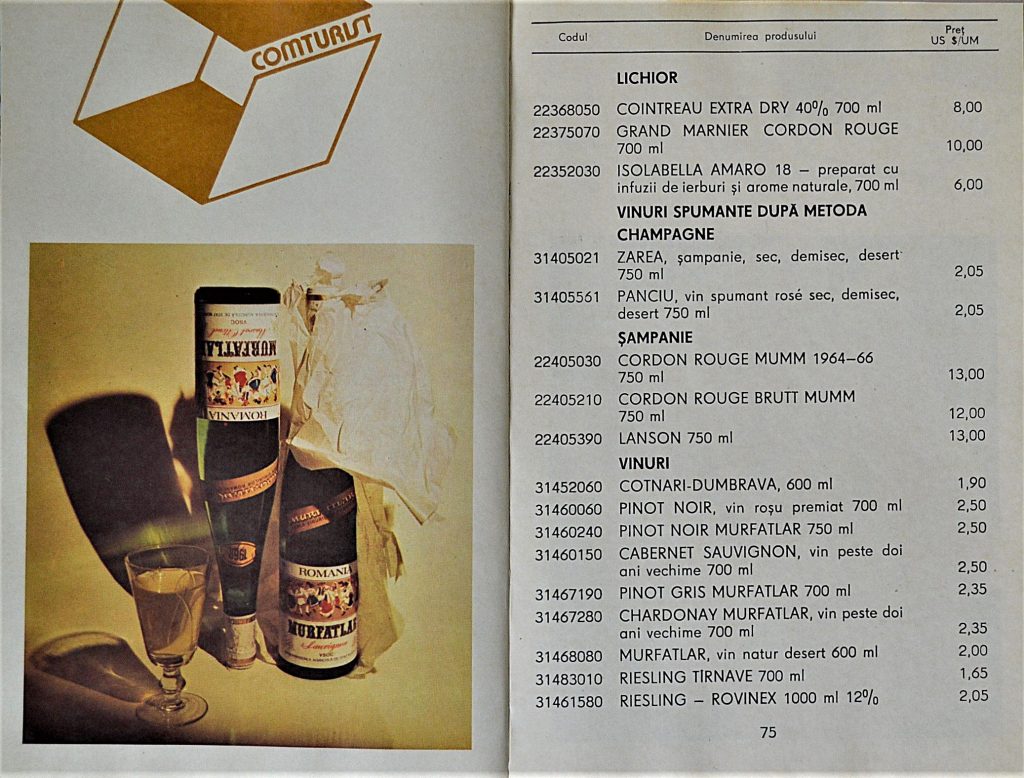 COMTURIST
MURFATLAR
ROMANIA
1961
ROMANIA
MURFATLAR
Sauvignon
VSOC
Codul Denumirea produsului Preț
US $/UM
LICHIOR
22368050 COINTREAU EXTRA DRY 40% 700 ml 8,00
22375070 GRAND MARNIER CORDON ROUGE
700 ml 10,00
22352030 ISOLABELLA AMARO 18 – preparat cu
infuzii de ierburi și arome naturale, 700 ml 6,00
VINURI SPUMANTE DUPĂ METODA
CHAMPAGNE
31405021 ZAREA, șampanie, sec, demisec, desert
750 ml 2,05
31405561 PANCIU, vin spumant rosé sec, demisec,
desert 750 ml 2,05
ȘAMPANIE
22405030 CORDON ROUGE MUMM 1964–66
750 ml 13,00
22405210 CORDON ROUGE BRUTT MUMM
750 ml 12,00
22405390 LANSON 750 ml 13,00
VINURI
31452060 COTNARI-DUMBRAVA, 600 ml 1,90
31460060 PINOT NOIR, vin roșu premiat 700 ml 2,50
31460240 PINOT NOIR MURFATLAR 750 ml 2,50
31460150 CABERNET SAUVIGNON, vin peste doi
ani vechime 700 ml 2,50
31467190 PINOT GRIS MURFATLAR 700 ml 2,35
31467280 CHARDONAY MURFATLAR, vin peste doi
ani vechime 700 ml 2,35
31468080 MURFATLAR, vin natur desert 600 ml 2,00
31483010 RIESLING TÎRNAVE 700 ml 1,65
31461580 RIESLING – ROVINEX 1000 ml 12% 2,05
75